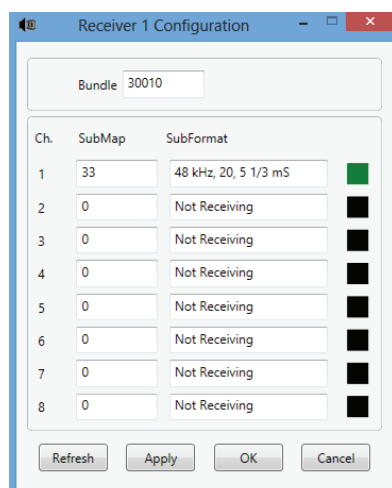 Receiver 1 Configuration
Bundle 30010
Ch. SubMap SubFormat
1 33 48 kHz, 20, 5 1/3 mS
2 0 Not Receiving
3 0 Not Receiving
4 0 Not Receiving
5 0 Not Receiving
6 0 Not Receiving
7 0 Not Receiving
8 0 Not Receiving
Refresh Apply OK Cancel